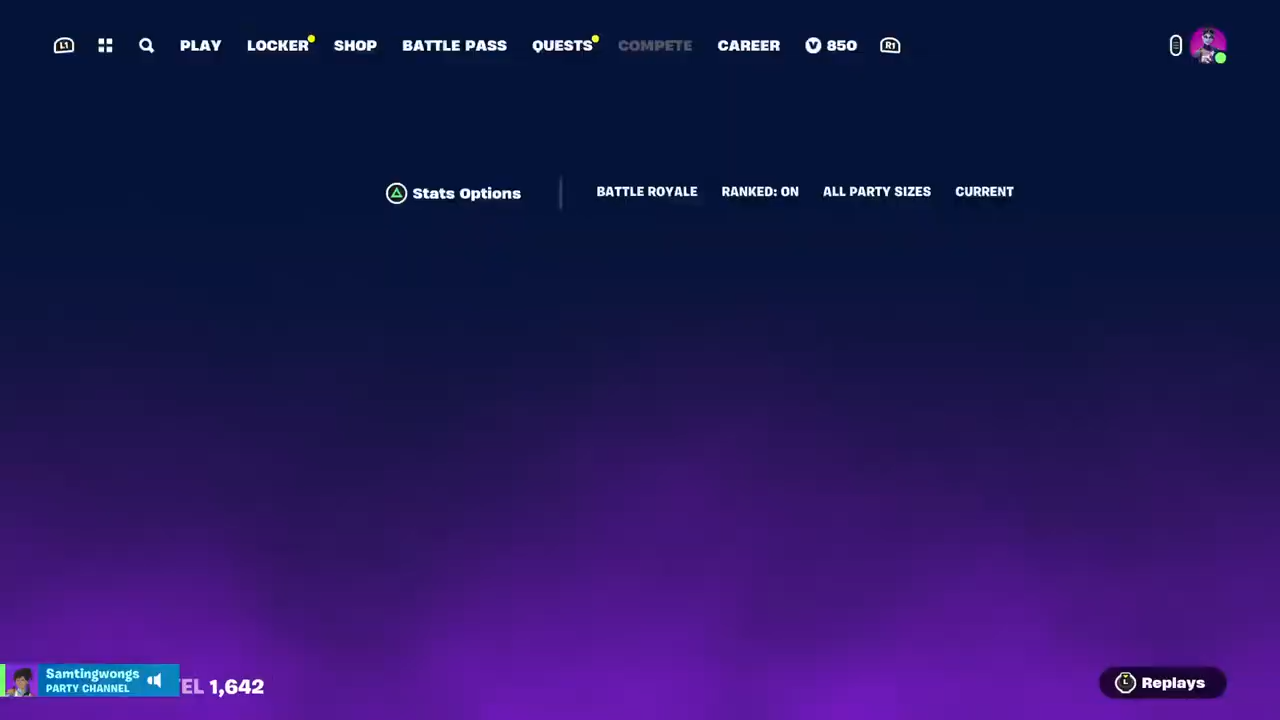 L1 PLAY LOCKER SHOP BATTLE PASS QUESTS COMPETE CAREER V 850 R1
Stats Options BATTLE ROYALE RANKED: ON ALL PARTY SIZES CURRENT
Samtingwongs
PARTY CHANNEL
VEL 1,642
L Replays